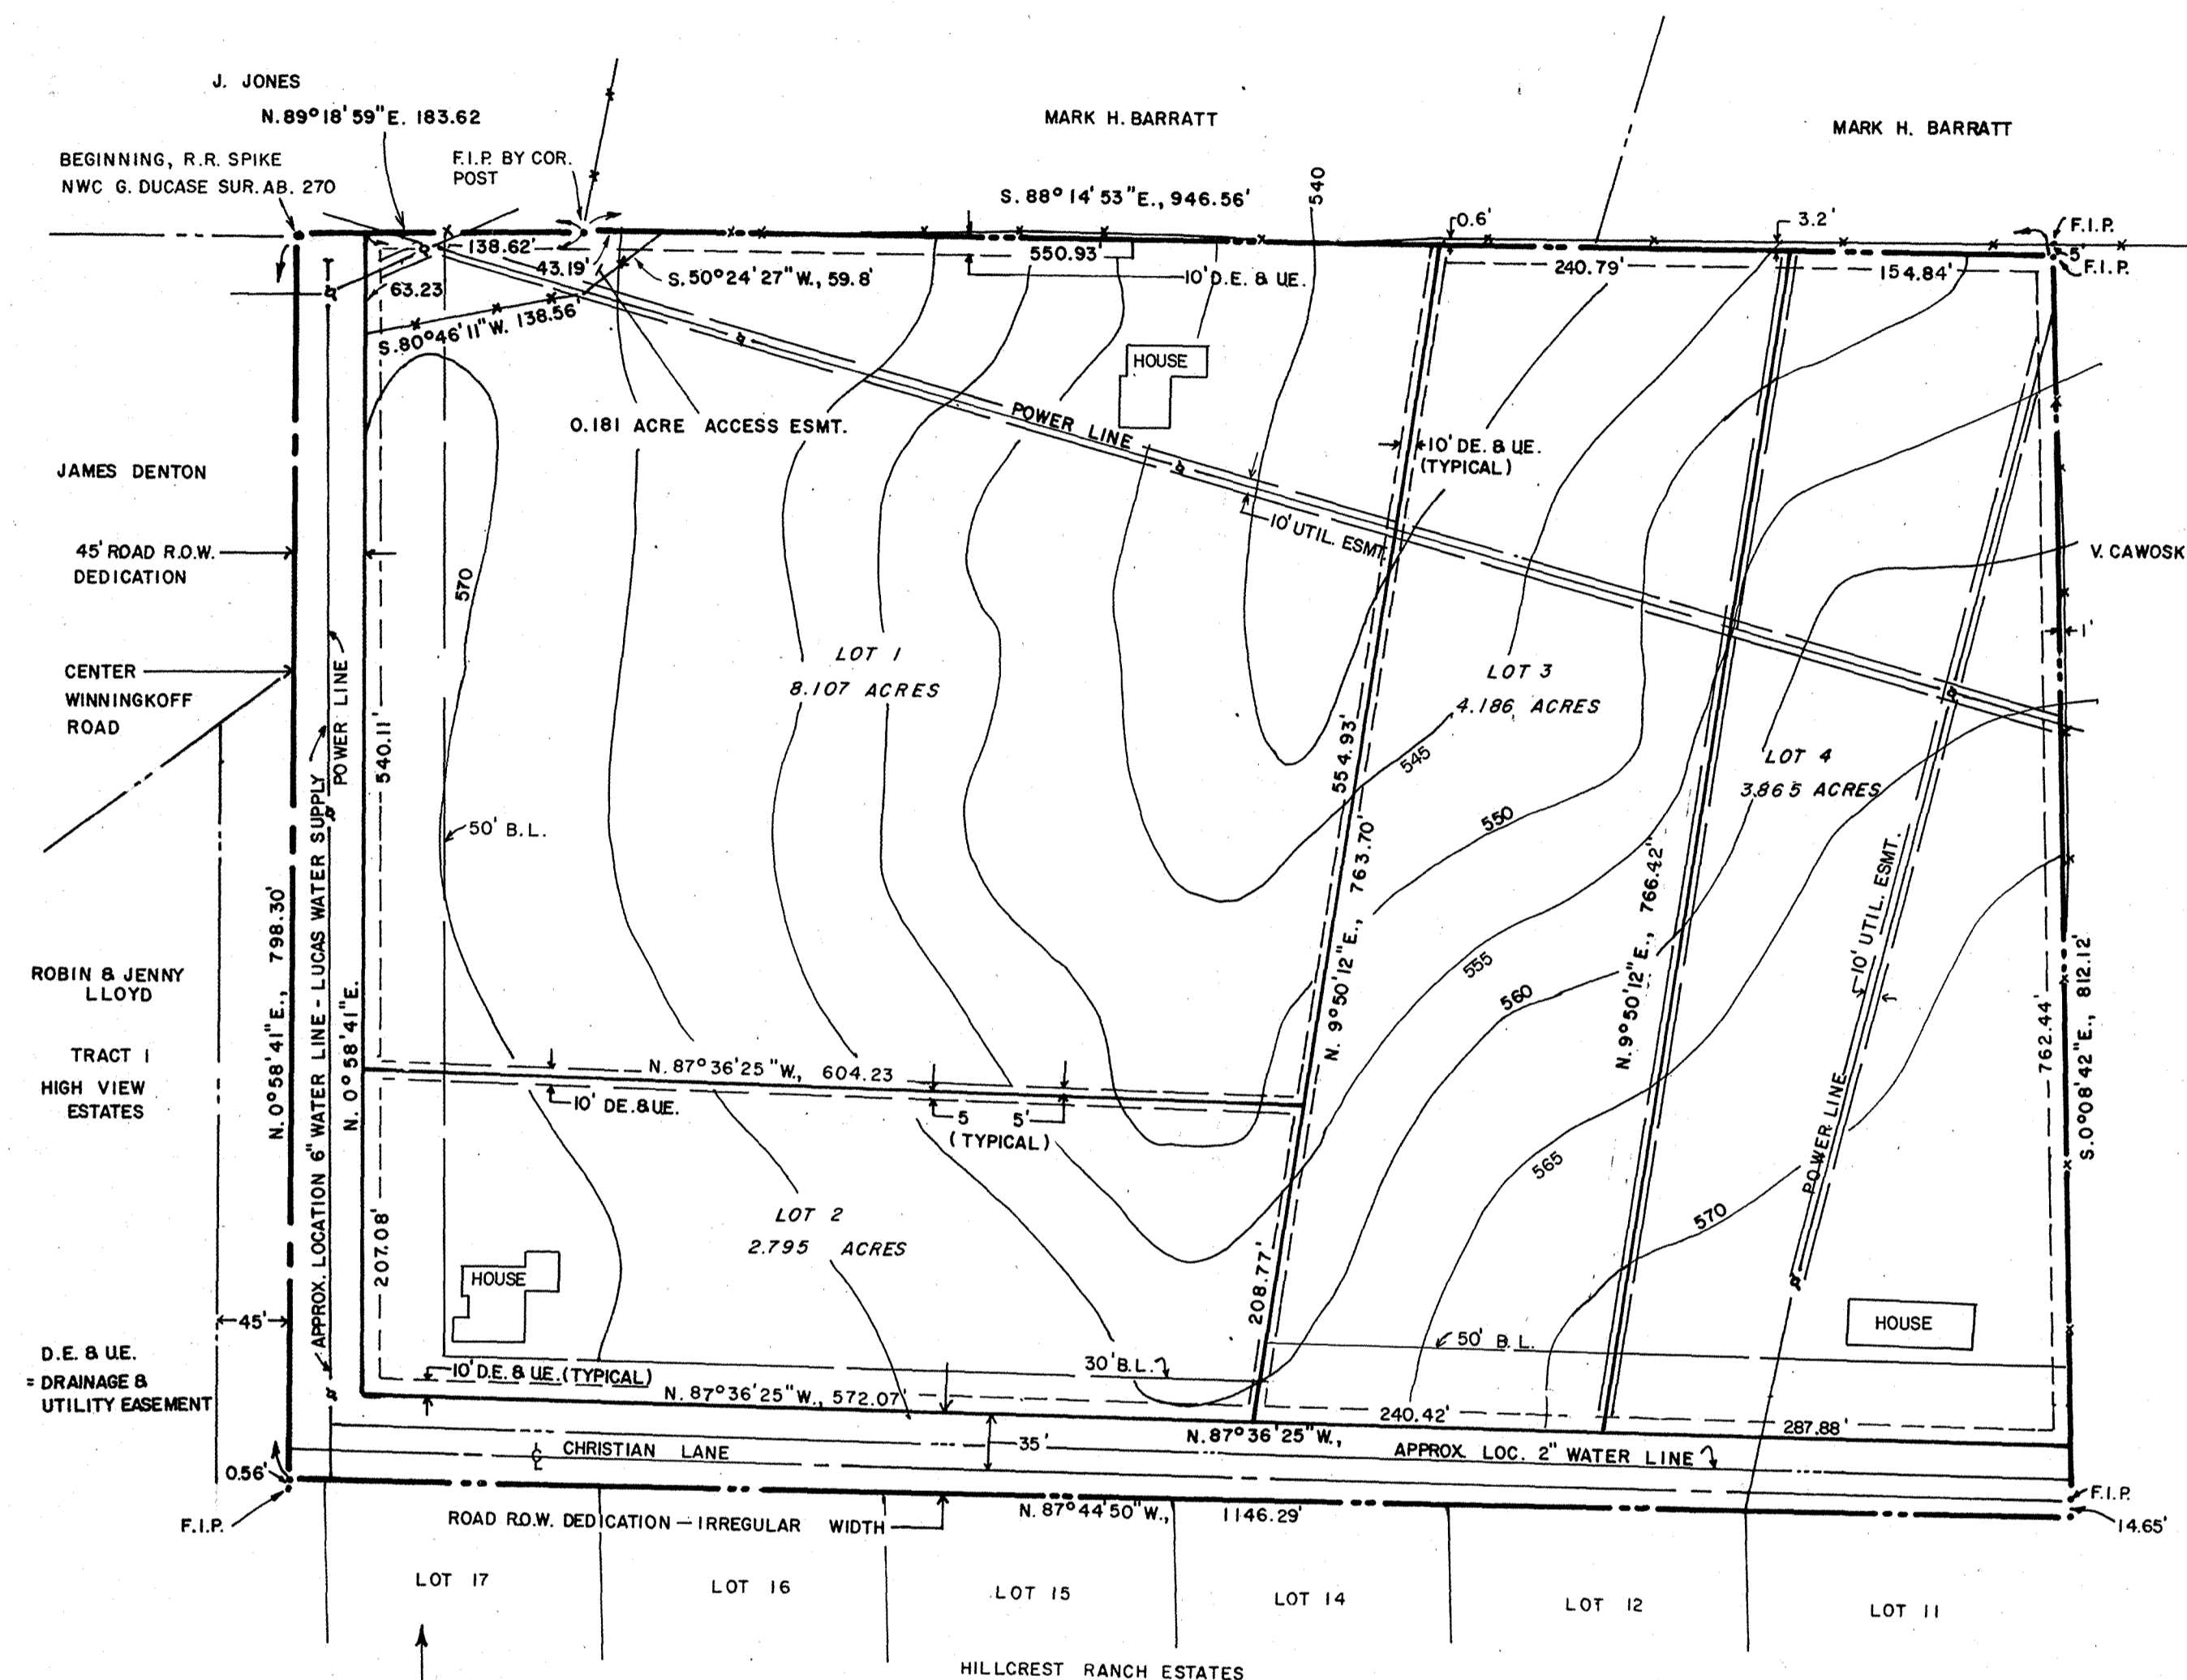 J. JONES
N.89°18'59"E. 183.62
MARK H. BARRATT
MARK H. BARRATT
BEGINNING, R.R. SPIKE
NWC G. DUCASE SUR. AB. 270
F.I.P. BY COR.
POST
S. 88°14'53"E., 946.56'
540
0.6'
3.2'
F.I.P.
5'
F.I.P.
138.62'
43.19'
550.93'
240.79'
154.84'
63.23
S.50°24'27"W., 59.8'
10' D.E. & U.E.
S.80°46'11"W. 138.56'
HOUSE
0.181 ACRE ACCESS ESMT.
POWER LINE
10' D.E. & U.E.
(TYPICAL)
JAMES DENTON
10' UTIL. ESMT.
45' ROAD R.O.W.
DEDICATION
V. CAWOSK
570
1'
CENTER
WINNINGKOFF
ROAD
POWER LINE
540.11'
LOT 1
8.107 ACRES
LOT 3
4.186 ACRES
554.93'
545
LOT 4
3.865 ACRES
50' B.L.
550
N. 0°58'41"E., 798.30'
APPROX. LOCATION 6" WATER LINE - LUCAS WATER SUPPLY
N. 0°58'41"E.
N. 9°50'12"E., 763.70'
N. 9°50'12"E., 766.42'
10' UTIL. ESMT.
762.44'
S.0°08'42"E., 812.12'
ROBIN & JENNY
LLOYD
555
560
TRACT 1
HIGH VIEW
ESTATES
N. 87°36'25"W., 604.23
10' D.E. & U.E.
5 5'
(TYPICAL)
POWER LINE
565
570
LOT 2
2.795 ACRES
207.08'
208.77'
HOUSE
HOUSE
45'
D.E. & U.E.
= DRAINAGE &
UTILITY EASEMENT
10' D.E. & U.E. (TYPICAL)
30' B.L.
50' B.L.
N. 87°36'25"W., 572.07'
240.42'
287.88'
CHRISTIAN LANE
35'
N. 87°36'25"W.,
APPROX. LOC. 2" WATER LINE
0.56'
F.I.P.
F.I.P.
ROAD R.O.W. DEDICATION - IRREGULAR WIDTH
N. 87°44'50"W., 1146.29'
14.65'
LOT 17
LOT 16
LOT 15
LOT 14
LOT 12
LOT 11
HILLCREST RANCH ESTATES